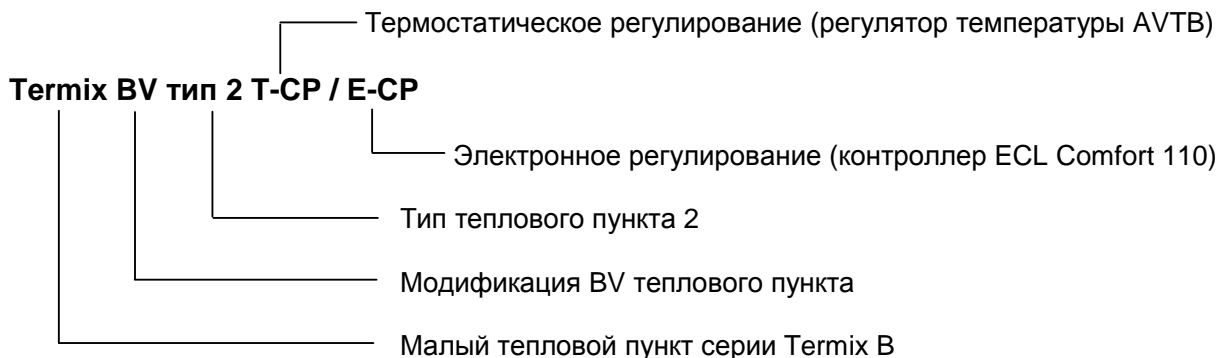 Термостатическое регулирование (регулятор температуры AVTB)
Termix BV тип 2 T-CP / E-CP
Электронное регулирование (контроллер ECL Comfort 110)
Тип теплового пункта 2
Модификация BV теплового пункта
Малый тепловой пункт серии Termix B